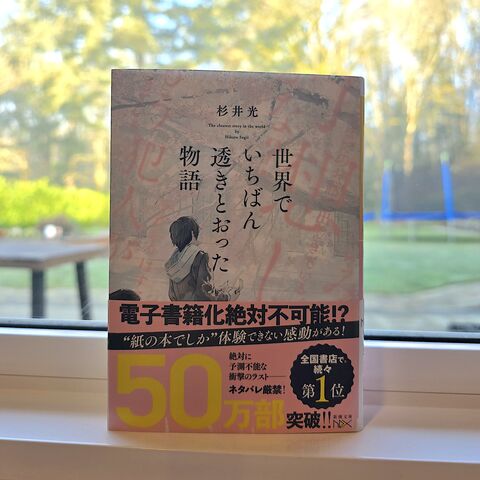 杉井光
The clearest story in the world
by
Hikaru Sugii
世界で
いちばん
透きとおった
物語
電子書籍化絶対不可能!?
“紙の本でしか”体験できない感動がある!
絶対に
予測不能な
衝撃のラスト——
ネタバレ厳禁!
全国書店で
続々
第1位
50万部
突破!!
新潮文庫
NEX